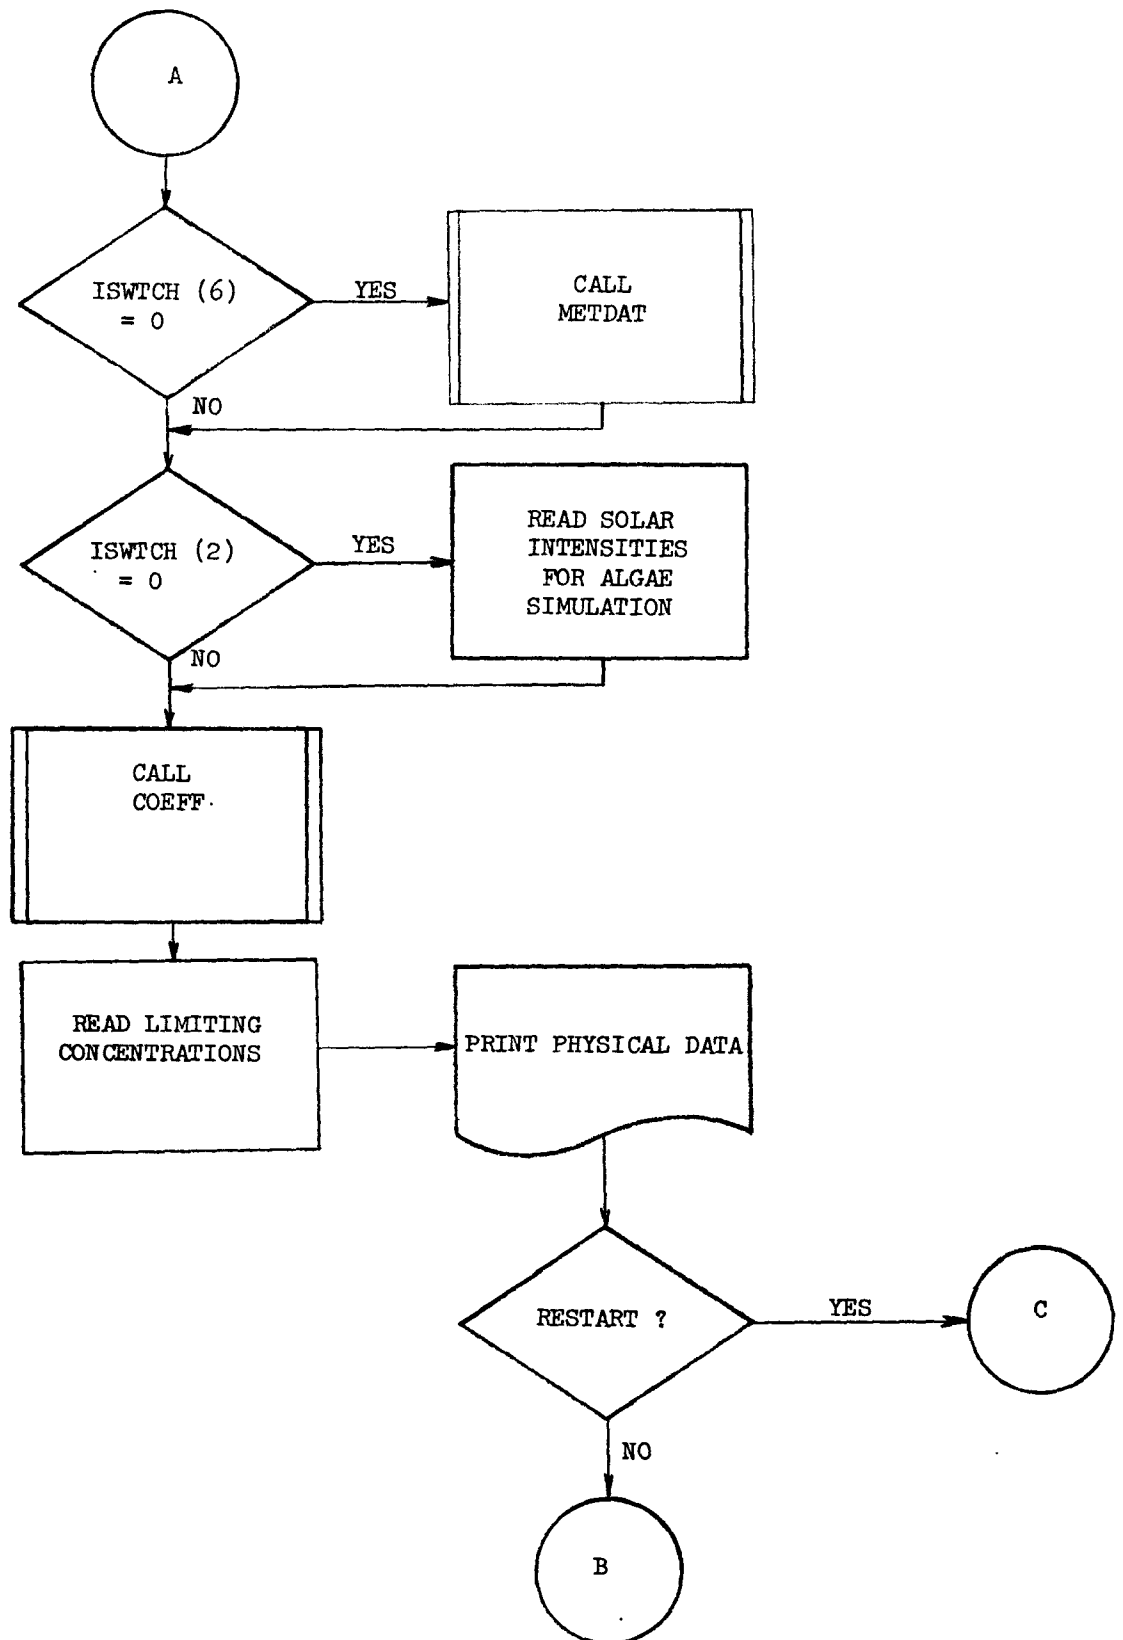 A
ISWTCH (6)
= 0
YES
CALL
METDAT
NO
ISWTCH (2)
= 0
YES
READ SOLAR
INTENSITIES
FOR ALGAE
SIMULATION
NO
CALL
COEFF
READ LIMITING
CONCENTRATIONS
PRINT PHYSICAL DATA
RESTART ?
YES
C
NO
B